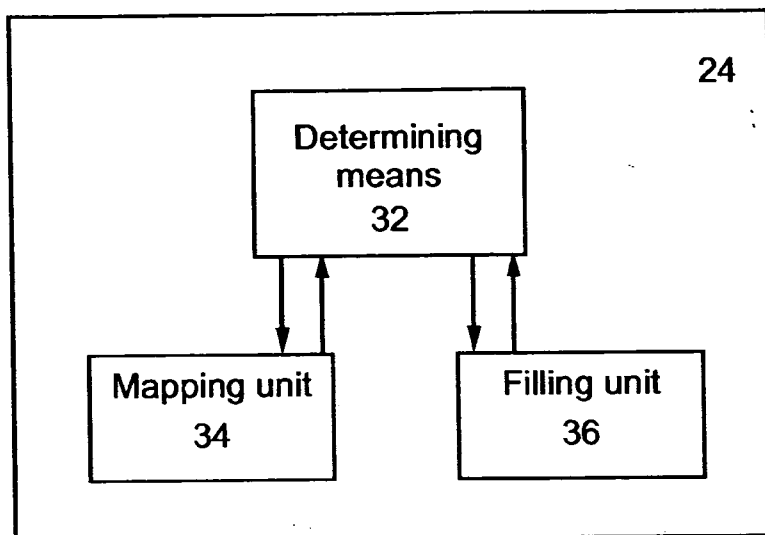 24
Determining
means
32
Mapping unit
34
Filling unit
36